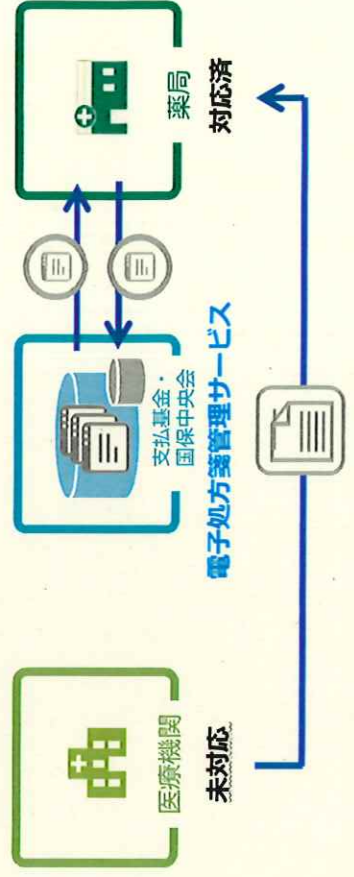 医療機関
未対応
支払基金・
国保中央会
電子処方箋管理サービス
薬局
対応済